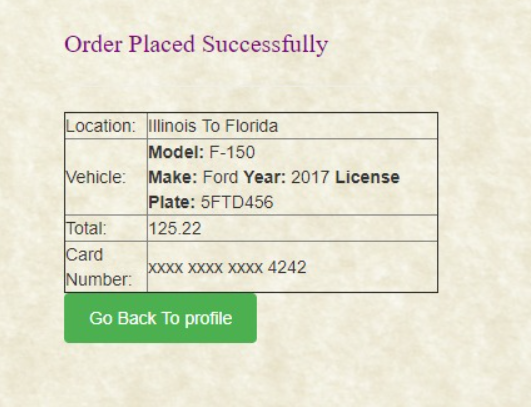 Order Placed Successfully
Location: Illinois To Florida
Vehicle: Model: F-150
Make: Ford Year: 2017 License
Plate: 5FTD456
Total: 125.22
Card
Number: xxxx xxxx xxxx 4242
Go Back To profile